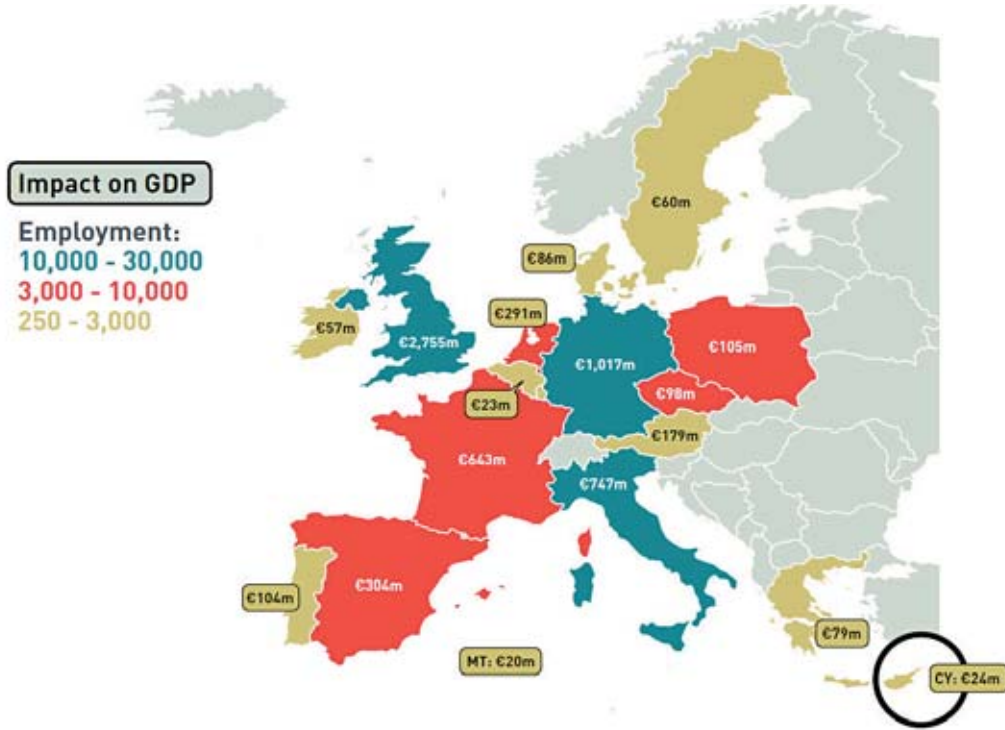 Impact on GDP
Employment:
10,000 - 30,000
3,000 - 10,000
250 - 3,000
€60m
€86m
€291m
€57m
€2,755m
€1,017m
€105m
€98m
€23m
€179m
€643m
€747m
€304m
€104m
€79m
MT: €20m
CY: €24m